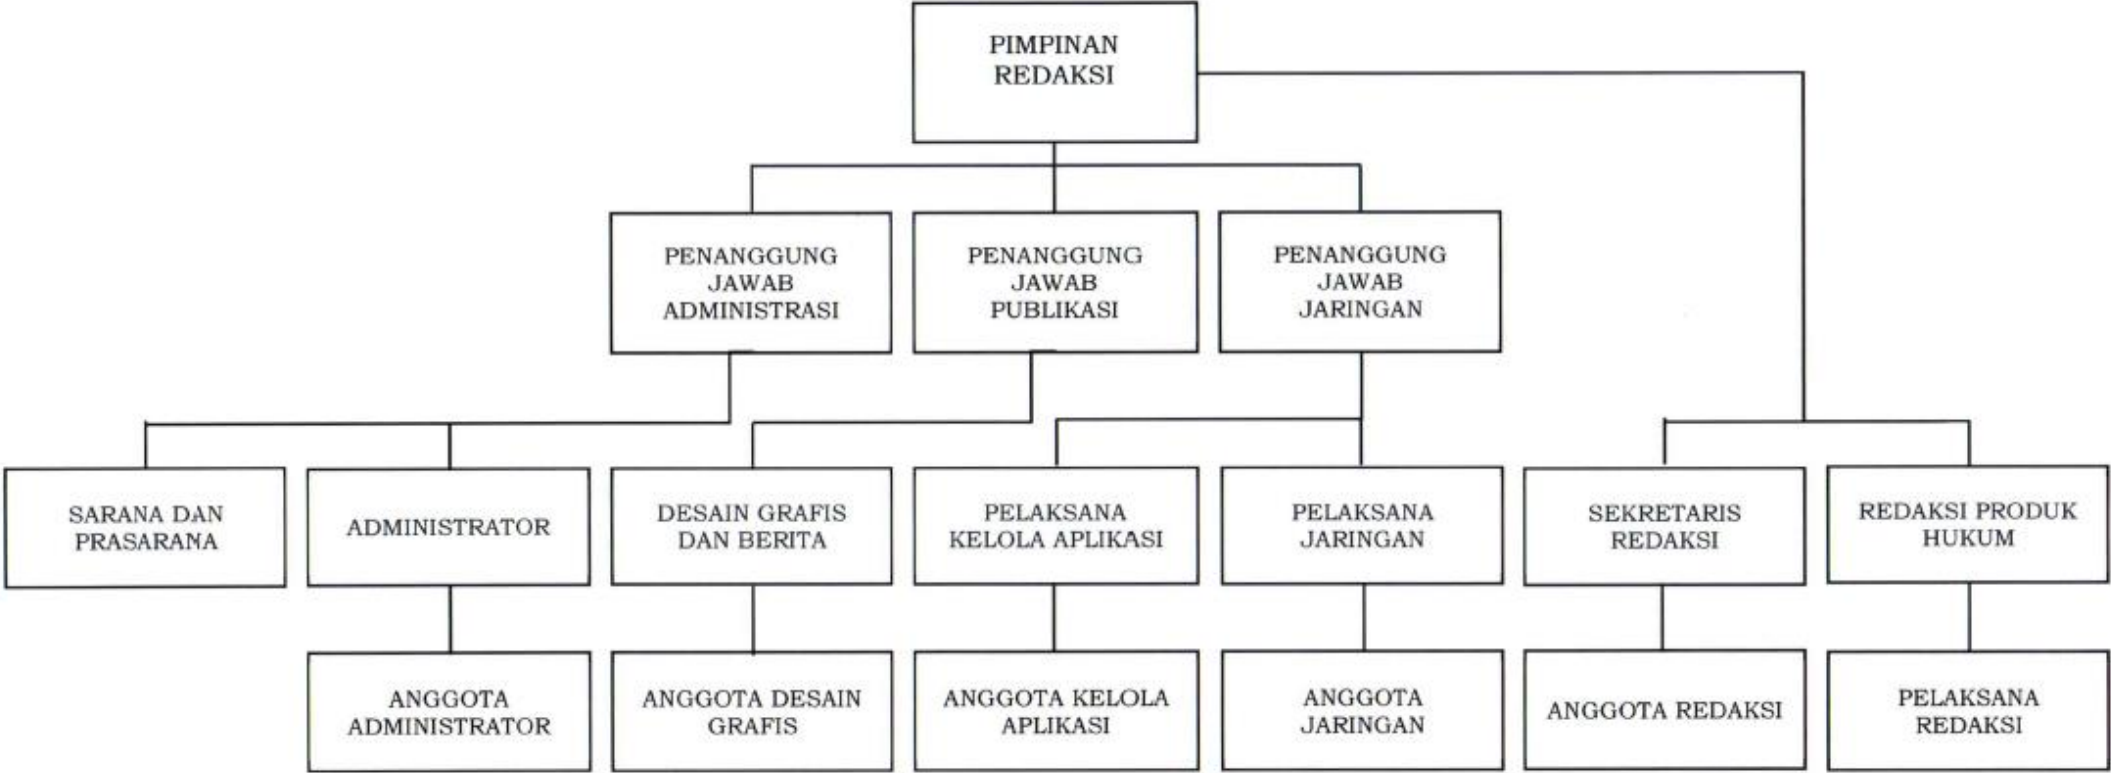 PIMPINAN
REDAKSI
PENANGGUNG
JAWAB
ADMINISTRASI
PENANGGUNG
JAWAB
PUBLIKASI
PENANGGUNG
JAWAB
JARINGAN
SARANA DAN
PRASARANA
ADMINISTRATOR
DESAIN GRAFIS
DAN BERITA
PELAKSANA
KELOLA APLIKASI
PELAKSANA
JARINGAN
SEKRETARIS
REDAKSI
REDAKSI PRODUK
HUKUM
ANGGOTA
ADMINISTRATOR
ANGGOTA DESAIN
GRAFIS
ANGGOTA KELOLA
APLIKASI
ANGGOTA
JARINGAN
ANGGOTA REDAKSI
PELAKSANA
REDAKSI